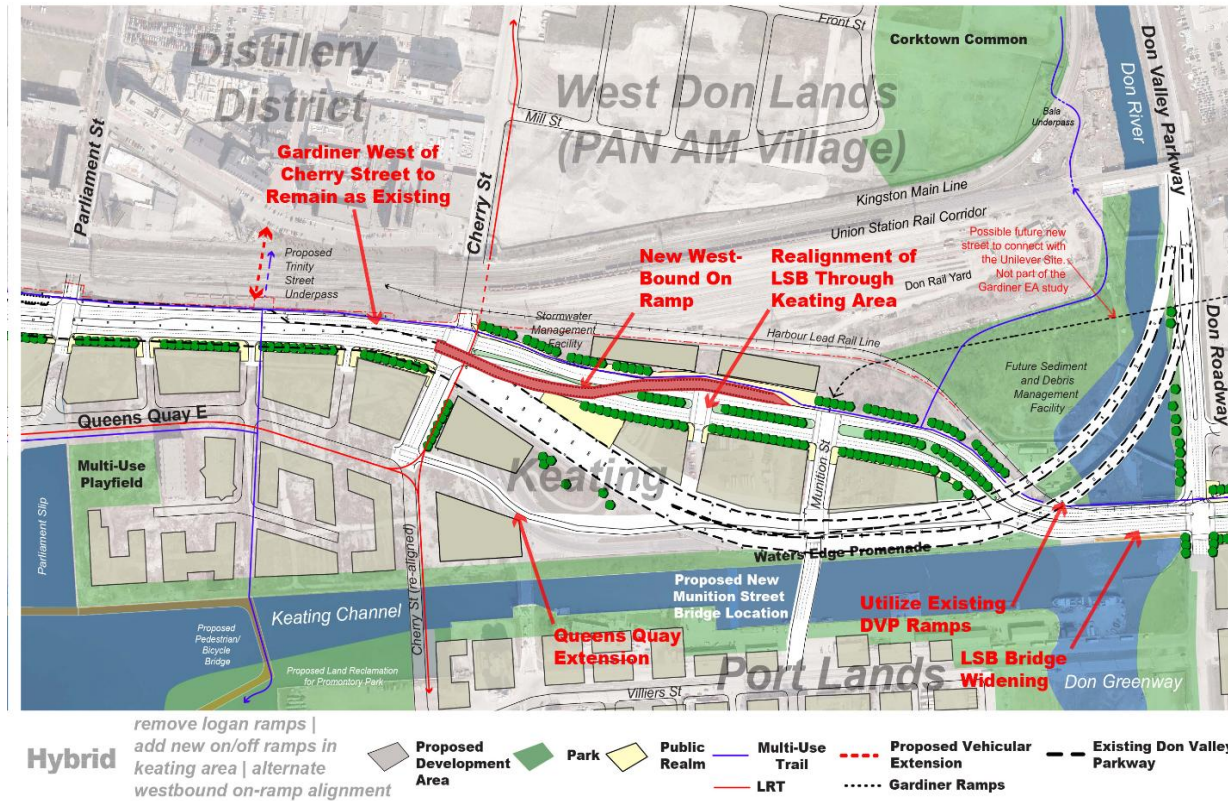 Distillery
District
Front St
Corktown Common
Don River
Don Valley Parkway
West Don Lands
(PAN AM Village)
Mill St
Bala
Underpass
Parliament St
Gardiner West of
Cherry Street to
Remain as Existing
Cherry St
Kingston Main Line
Union Station Rail Corridor
Proposed
Trinity
Street
Underpass
New West-
Bound On
Ramp
Realignment of
LSB Through
Keating Area
Don Rail Yard
Possible future new
street to connect with
the Unilever Site.
Not part of the
Gardiner EA study
Don Roadway
Stormwater
Management
Facility
Harbour Lead Rail Line
Future Sediment
and Debris
Management
Facility
Queens Quay E
Multi-Use
Playfield
Keating
Munition St
Parliament Slip
Cherry St (re-aligned)
Waters Edge Promenade
Keating Channel
Proposed New
Munition Street
Bridge Location
Utilize Existing
DVP Ramps
Proposed
Pedestrian/
Bicycle
Bridge
Queens Quay
Extension
LSB Bridge
Widening
Proposed Land Reclamation
for Promontory Park
Port Lands
Villiers St
Don Greenway
Hybrid
remove logan ramps |
add new on/off ramps in
keating area | alternate
westbound on-ramp alignment
Proposed
Development
Area
Park
Public
Realm
Multi-Use
Trail
LRT
Proposed Vehicular
Extension
Gardiner Ramps
Existing Don Valley
Parkway